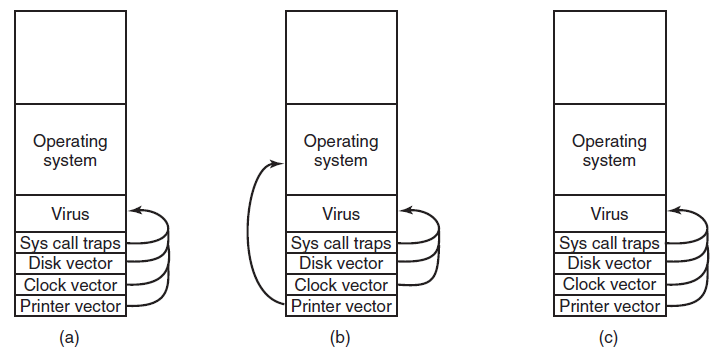 Operating
system
Virus
Sys call traps
Disk vector
Clock vector
Printer vector
(a)
Operating
system
Virus
Sys call traps
Disk vector
Clock vector
Printer vector
(b)
Operating
system
Virus
Sys call traps
Disk vector
Clock vector
Printer vector
(c)